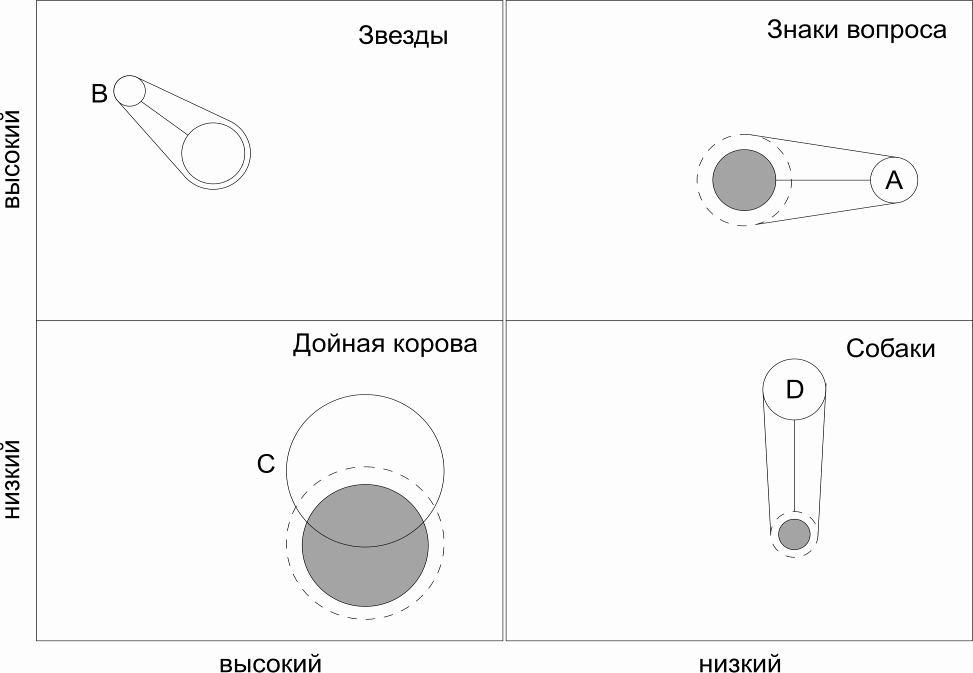 Звезды
Знаки вопроса
B
A
высокий
Дойная корова
Собаки
D
C
низкий
высокий
низкий